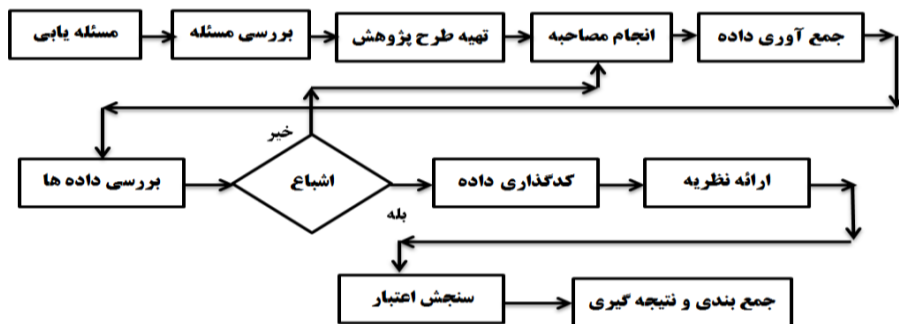 مسئله یابی
بررسی مسئله
تهیه طرح پژوهش
انجام مصاحبه
جمع آوری داده
خیر
بررسی داده ها
اشباع
کدگذاری داده
ارائه نظریه
بله
سنجش اعتبار
جمع بندی و نتیجه گیری